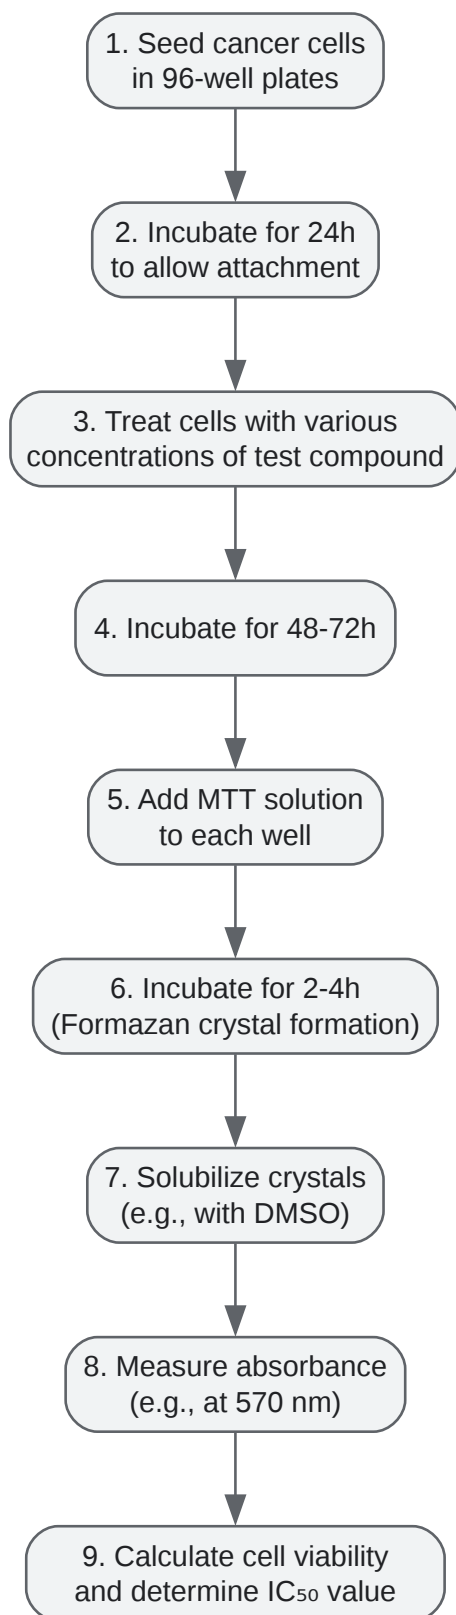 1. Seed cancer cells
in 96-well plates
2. Incubate for 24h
to allow attachment
3. Treat cells with various
concentrations of test compound
4. Incubate for 48-72h
5. Add MTT solution
to each well
6. Incubate for 2-4h
(Formazan crystal formation)
7. Solubilize crystals
(e.g., with DMSO)
8. Measure absorbance
(e.g., at 570 nm)
9. Calculate cell viability
and determine IC₅₀ value